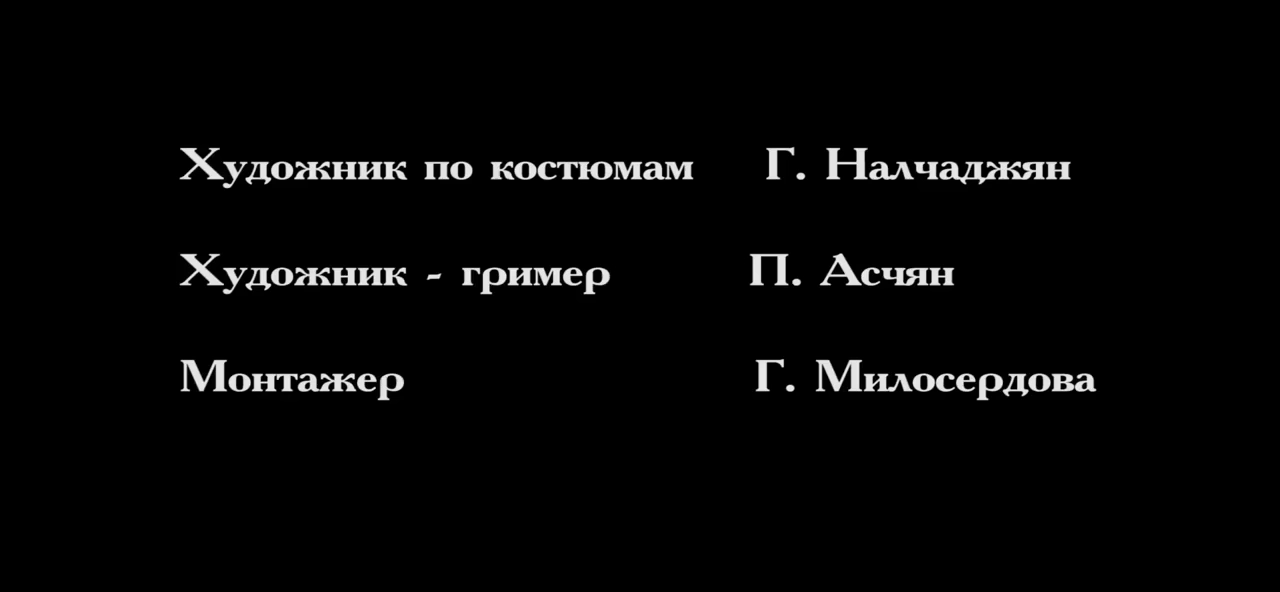 Художник по костюмам Г. Налчаджян
Художник - гример П. Асчян
Монтажер Г. Милосердова